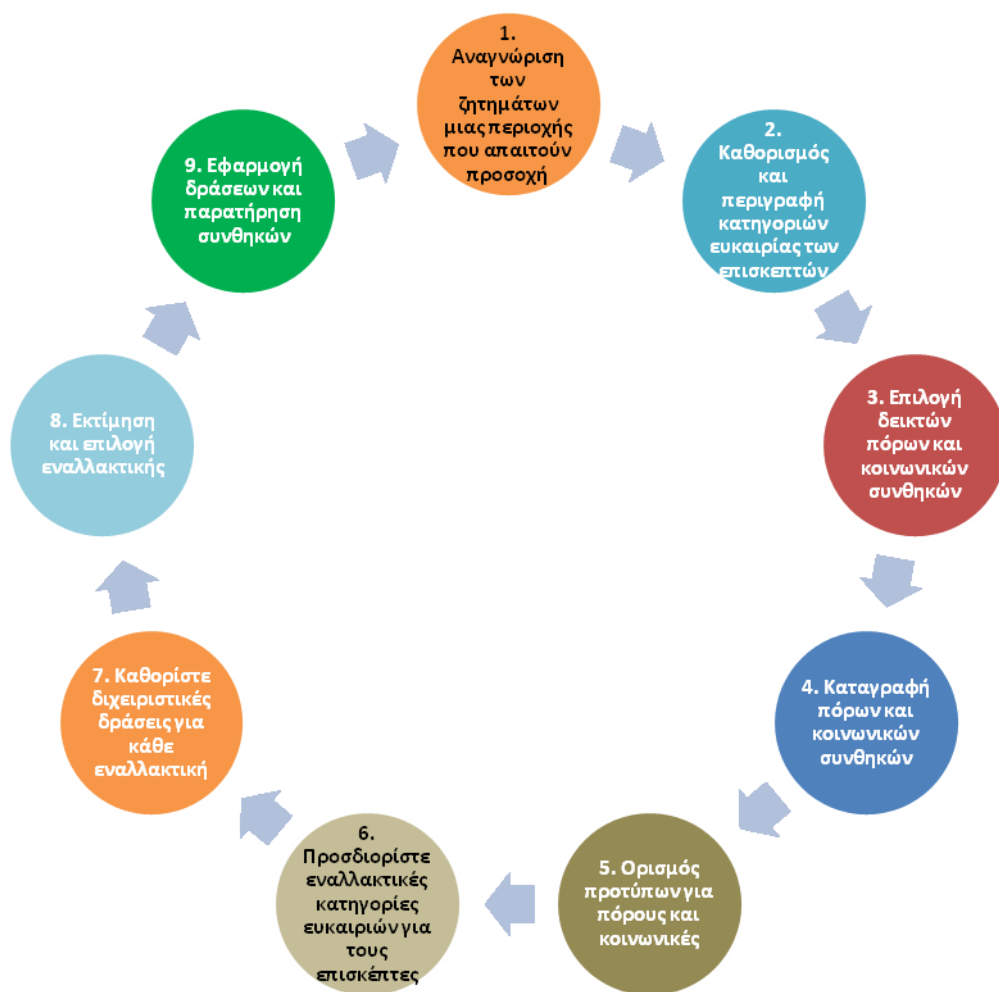 1.
Αναγνώριση
των
ζητημάτων
μιας περιοχής
που απαιτούν
προσοχή
2.
Καθορισμός
και
περιγραφή
κατηγοριών
ευκαιρίας των
επισκεπτών
3. Επιλογή
δεικτών
πόρων και
κοινωνικών
συνθηκών
4. Καταγραφή
πόρων και
κοινωνικών
συνθηκών
5. Ορισμός
προτύπων για
πόρους και
κοινωνικές
6.
Προσδιορίστε
εναλλακτικές
κατηγορίες
ευκαιριών για
τους
επισκέπτες
7. Καθορίστε
διχειριστικές
δράσεις για
κάθε
εναλλακτική
8. Εκτίμηση
και επιλογή
εναλλακτικής
9. Εφαρμογή
δράσεων και
παρατήρηση
συνθηκών